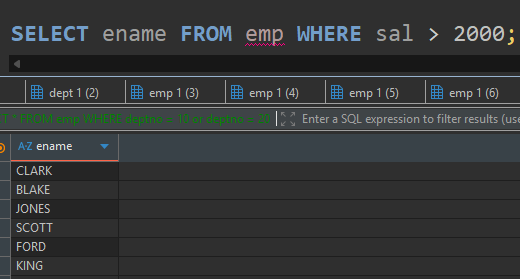 SELECT ename FROM emp WHERE sal > 2000;
dept 1 (2) emp 1 (3) emp 1 (4) emp 1 (5) emp 1 (6)
FROM emp WHERE deptno = 10 or deptno = Enter a SQL expression to filter results (use
A-Z ename
CLARK
BLAKE
JONES
SCOTT
FORD
KING